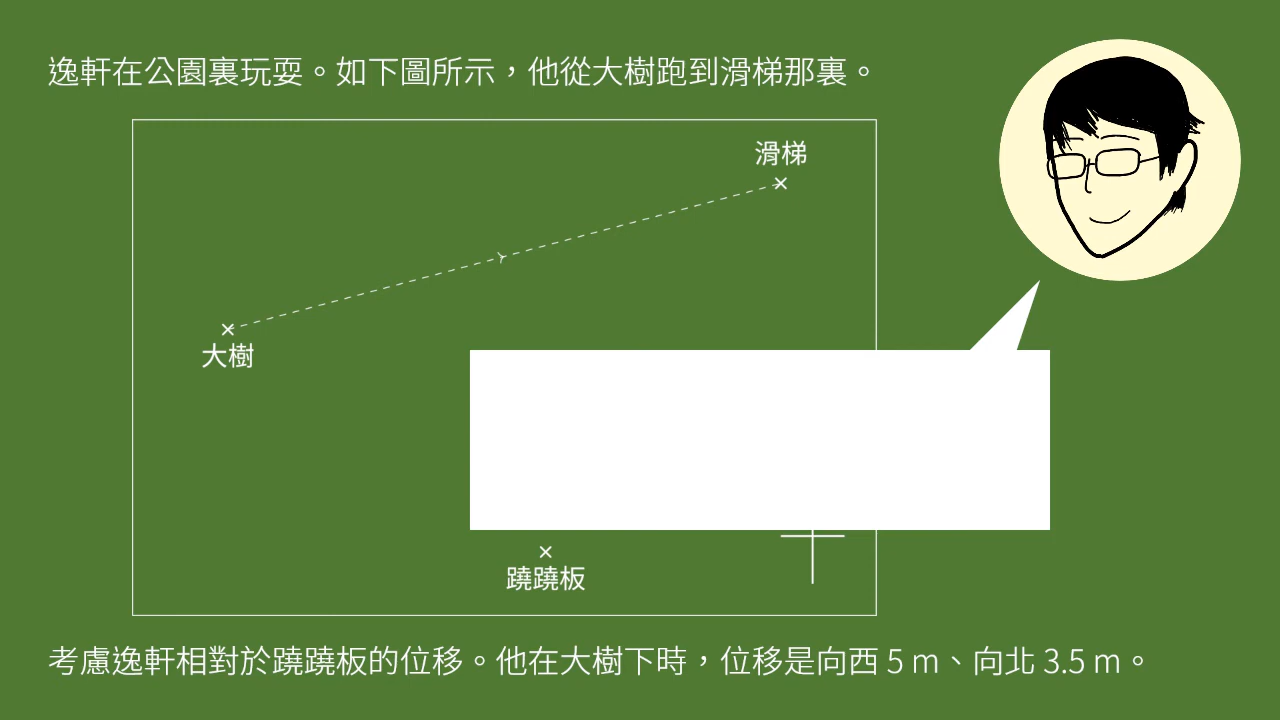 逸軒在公園裏玩耍。如下圖所示，他從大樹跑到滑梯那裏。
滑梯
大樹
蹺蹺板
考慮逸軒相對於蹺蹺板的位移。他在大樹下時，位移是向西 5 m、向北 3.5 m。